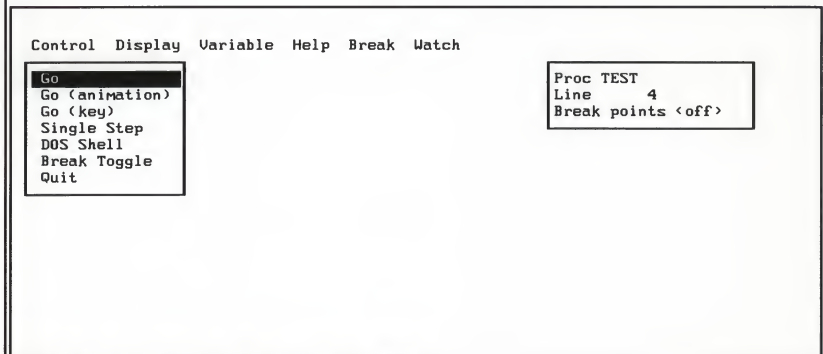 Control Display Variable Help Break Watch
Go
Go (animation)
Go (key)
Single Step
DOS Shell
Break Toggle
Quit
Proc TEST
Line 4
Break points <off>